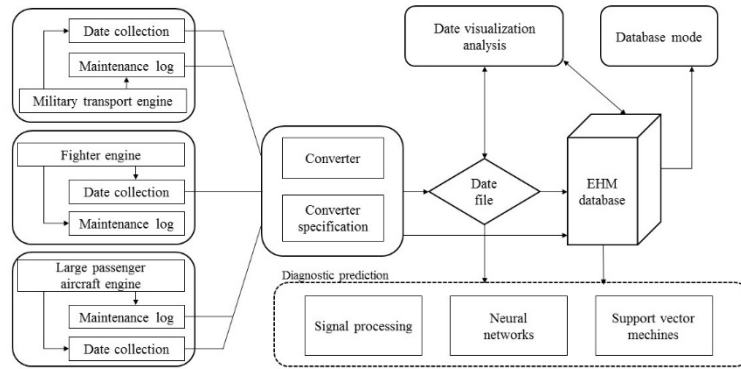 Date collection
Maintenance log
Military transport engine
Fighter engine
Date collection
Maintenance log
Large passenger
aircraft engine
Maintenance log
Date collection
Converter
Converter
specification
Date visualization
analysis
Database mode
Date
file
EHM
database
Diagnostic prediction
Signal processing
Neural
networks
Support vector
mechines